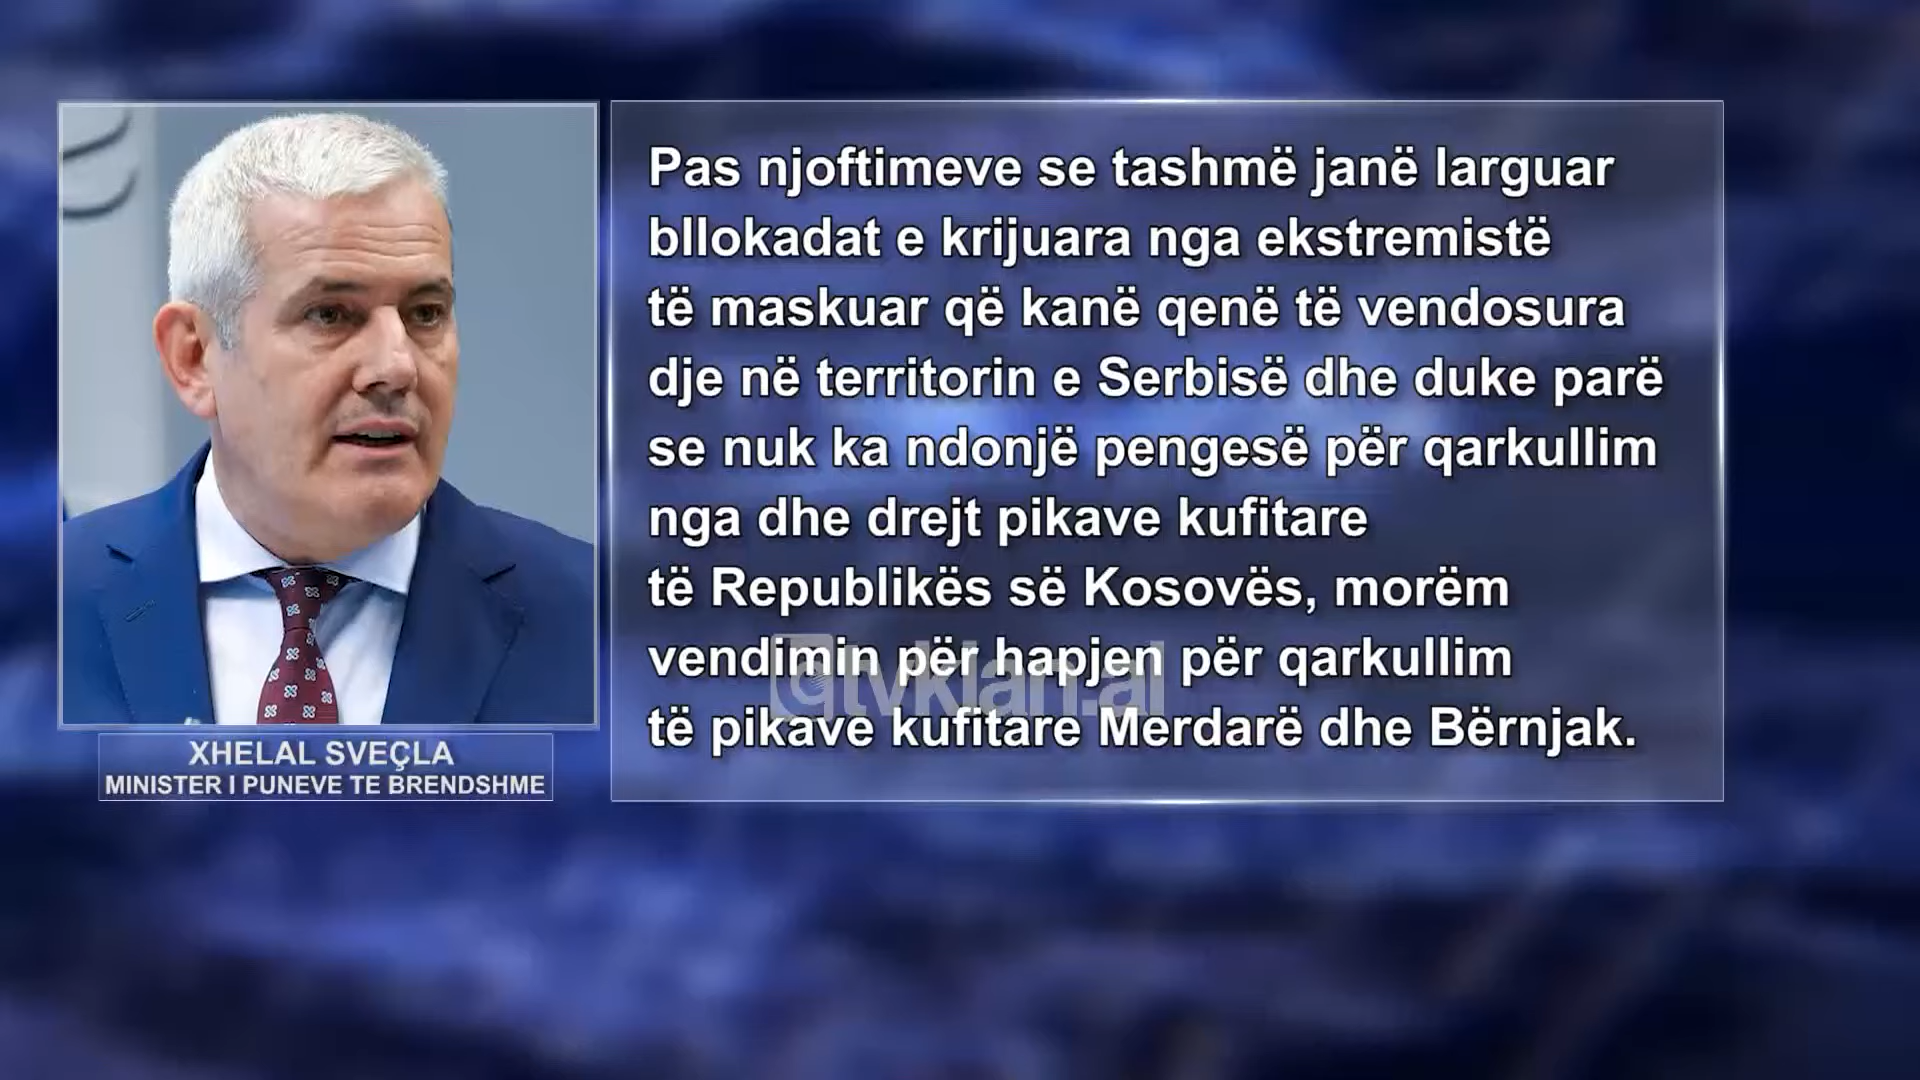 Pas njoftimeve se tashmë janë larguar
bllokadat e krijuara nga ekstremistë
të maskuar që kanë qenë të vendosura
dje në territorin e Serbisë dhe duke parë
se nuk ka ndonjë pengesë për qarkullim
nga dhe drejt pikave kufitare
të Republikës së Kosovës, morëm
vendimin për hapjen për qarkullim
të pikave kufitare Merdarë dhe Bërnjak.
tvklan.al
XHELAL SVEÇLA
MINISTER I PUNEVE TE BRENDSHME